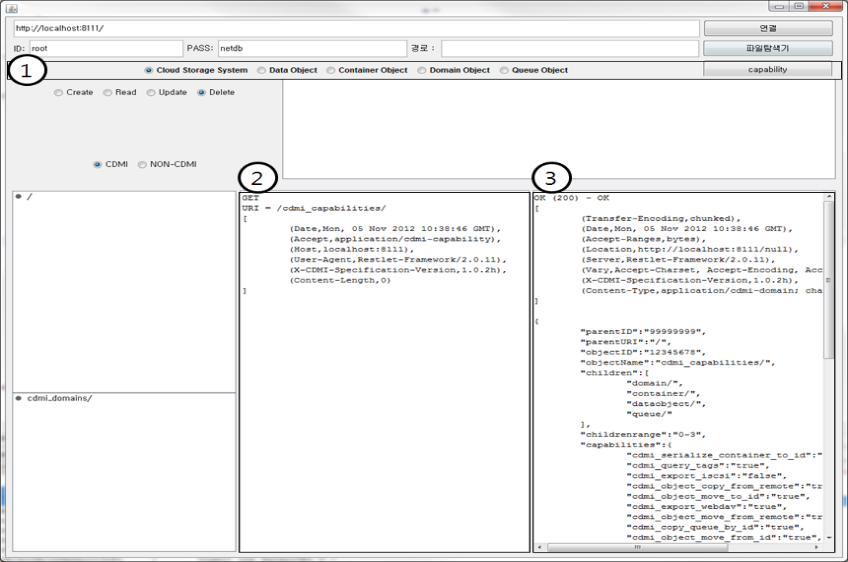 http://localhost:8111/
연결
ID: root PASS: netdb 경로 :
파일탐색기
1
Cloud Storage System Data Object Container Object Domain Object Queue Object capability
Create Read Update Delete
CDMI NON-CDMI
2
3
/
cdmi_domains/
GET
URI = /cdmi_capabilities/
[
(Date,Mon, 05 Nov 2012 10:38:46 GMT),
(Accept,application/cdmi-capability),
(Host,localhost:8111),
(User-Agent,Restlet-Framework/2.0.11),
(X-CDMI-Specification-Version,1.0.2h),
(Content-Length,0)
]
OK (200) - OK
[
(Transfer-Encoding,chunked),
(Date,Mon, 05 Nov 2012 10:38:46 GMT),
(Accept-Ranges,bytes),
(Location,http://localhost:8111/null),
(Server,Restlet-Framework/2.0.11),
(Vary,Accept-Charset, Accept-Encoding, Acc
(X-CDMI-Specification-Version,1.0.2h),
(Content-Type,application/cdmi-domain; cha
]
{
"parentID":"99999999",
"parentURI":"/",
"objectID":"12345678",
"objectName":"cdmi_capabilities/",
"children":[
"domain/",
"container/",
"dataobject/",
"queue/"
],
"childrenrange":"0-3",
"capabilities":{
"cdmi_serialize_container_to_id":"
"cdmi_query_tags":"true",
"cdmi_export_iscsi":"false",
"cdmi_object_copy_from_remote":"tr
"cdmi_object_move_to_id":"true",
"cdmi_export_webdav":"true",
"cdmi_object_move_from_remote":"tr
"cdmi_copy_queue_by_id":"true",
"cdmi_object_move_from_id":"true",